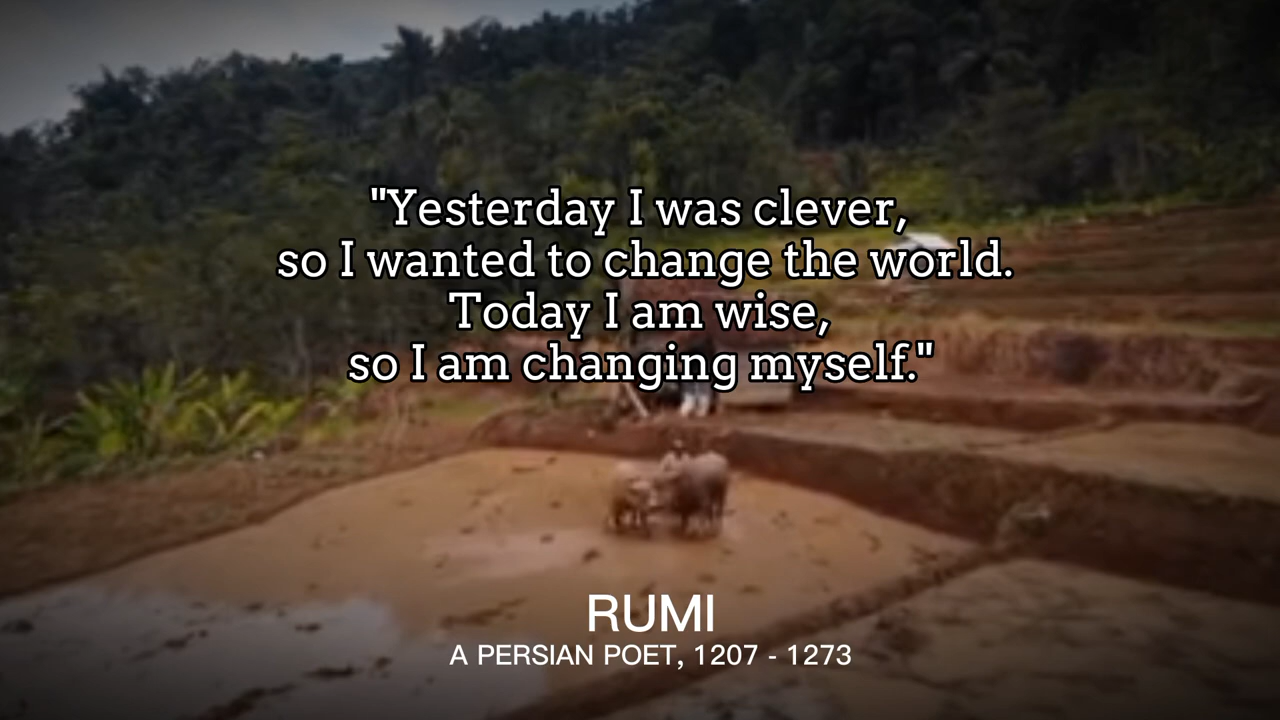 "Yesterday I was clever,
so I wanted to change the world.
Today I am wise,
so I am changing myself."
RUMI
A PERSIAN POET, 1207 - 1273